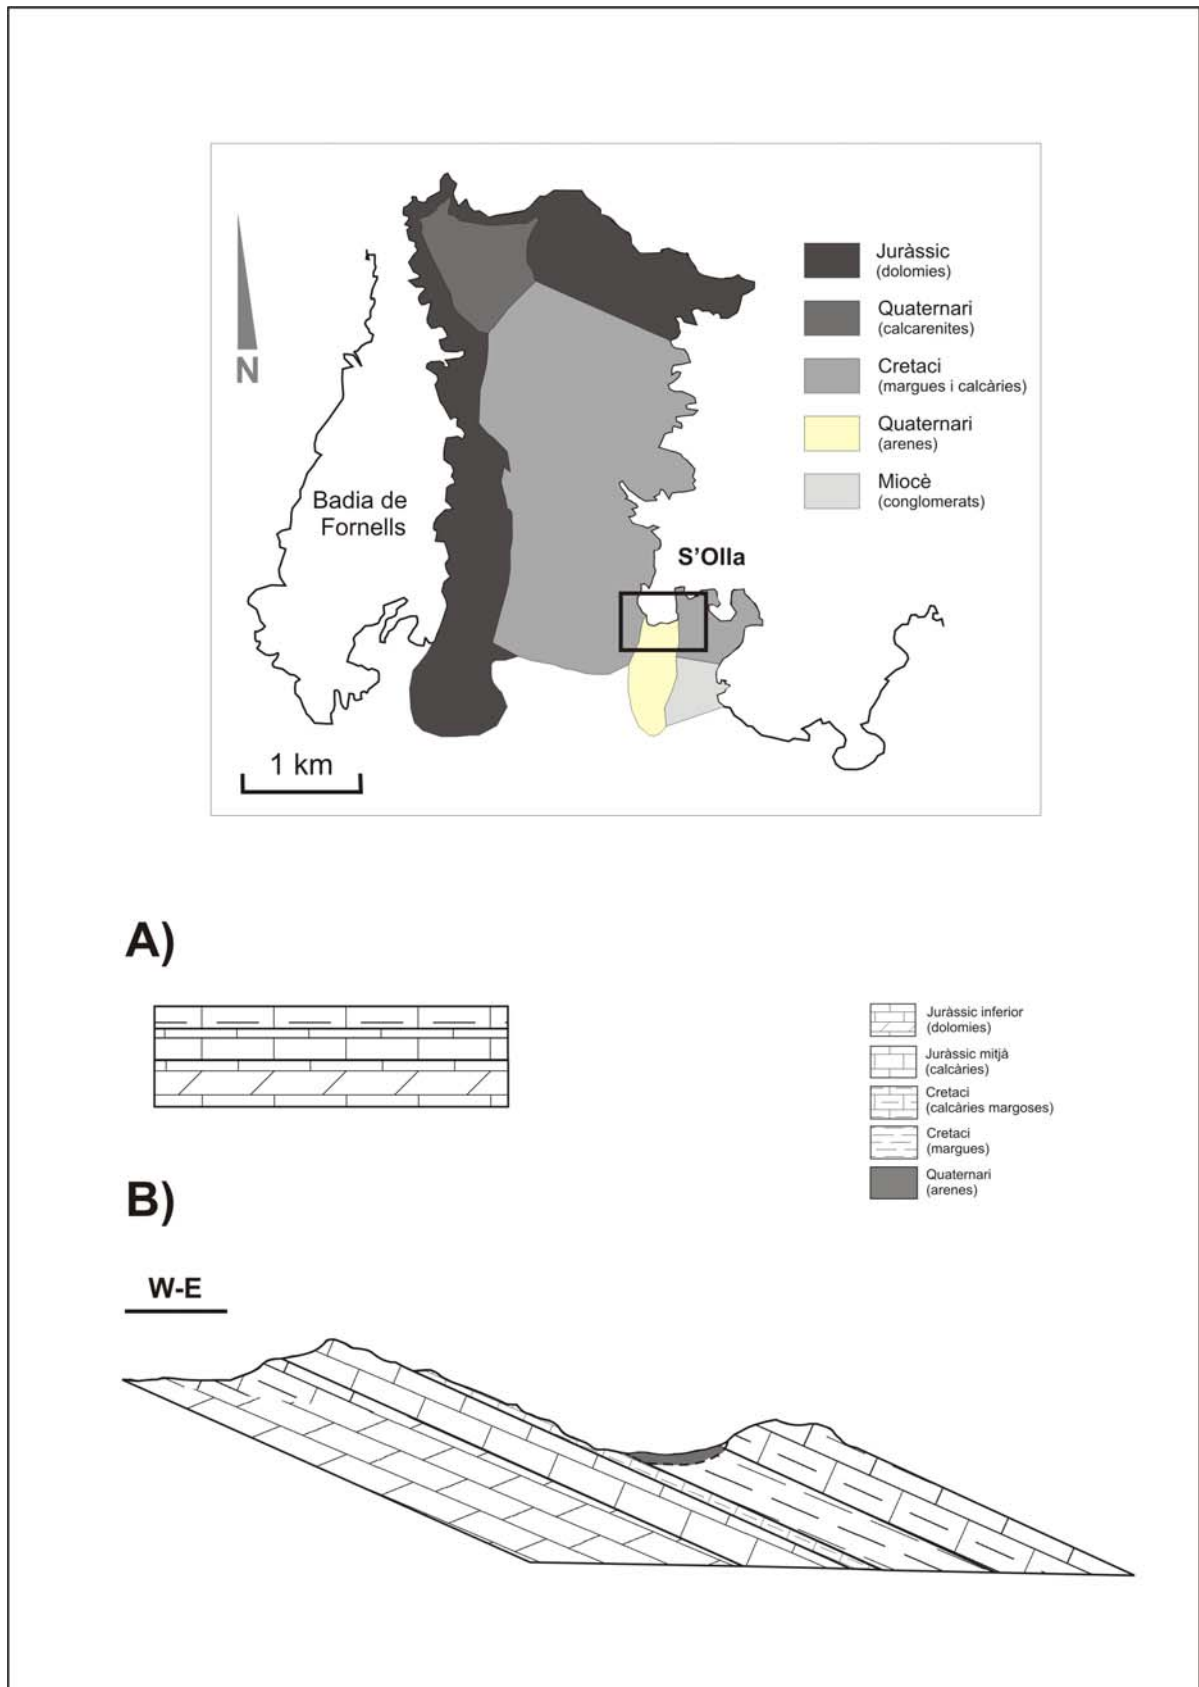 Juràssic
(dolomies)
Quaternari
(calcarenites)
N
Cretaci
(margues i calcàries)
Quaternari
(arenes)
Miocè
(conglomerats)
Badia de
Fornells
S'Olla
1 km
A)
Juràssic inferior
(dolomies)
Juràssic mitjà
(calcàries)
Cretaci
(calcàries margoses)
Cretaci
(margues)
Quaternari
(arenes)
B)
W-E